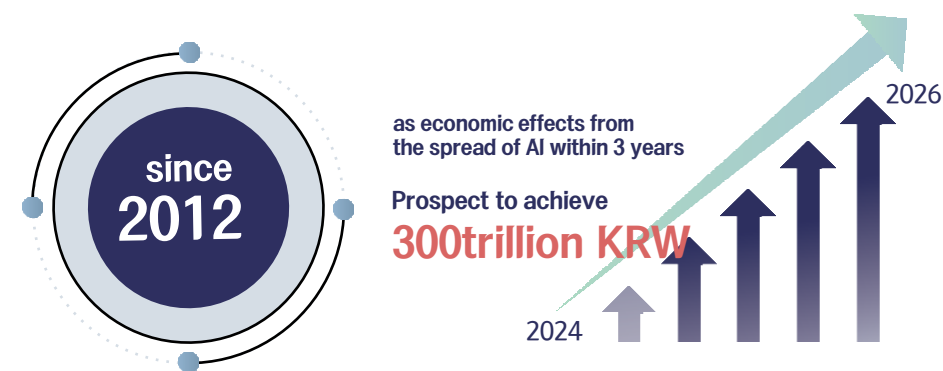 since
2012
as economic effects from
the spread of AI within 3 years
Prospect to achieve
300trillion KRW
2024
2026